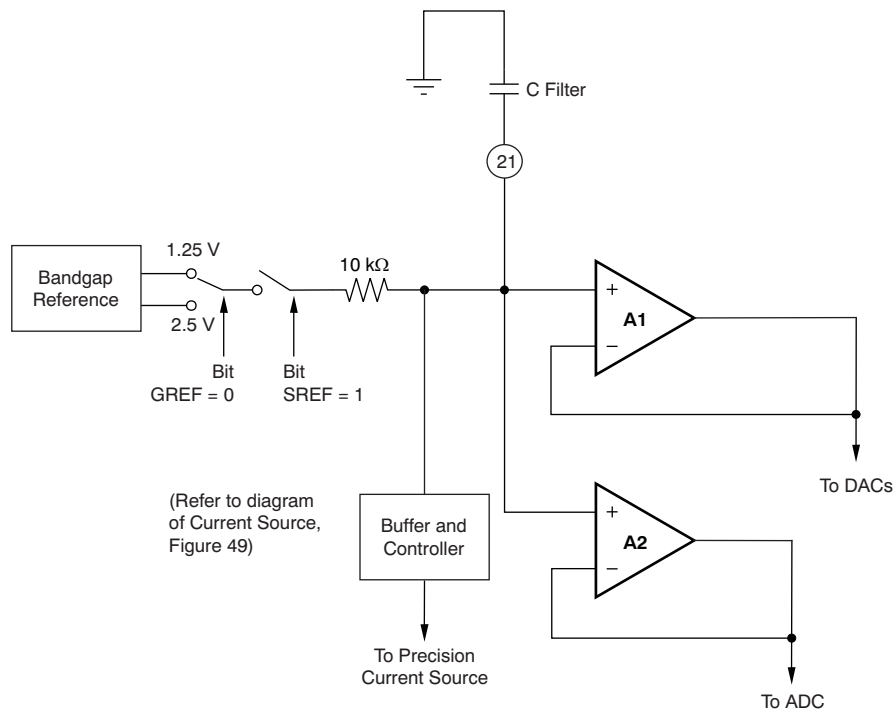 C Filter
21
1.25 V
Bandgap
Reference
2.5 V
10 kΩ
Bit
GREF = 0
Bit
SREF = 1
+
A1
−
To DACs
(Refer to diagram
of Current Source,
Figure 49)
Buffer and
Controller
+
A2
−
To Precision
Current Source
To ADC